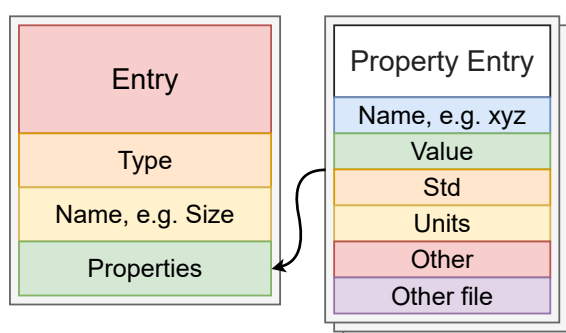 Entry
Type
Name, e.g. Size
Properties
Property Entry
Name, e.g. xyz
Value
Std
Units
Other
Other file